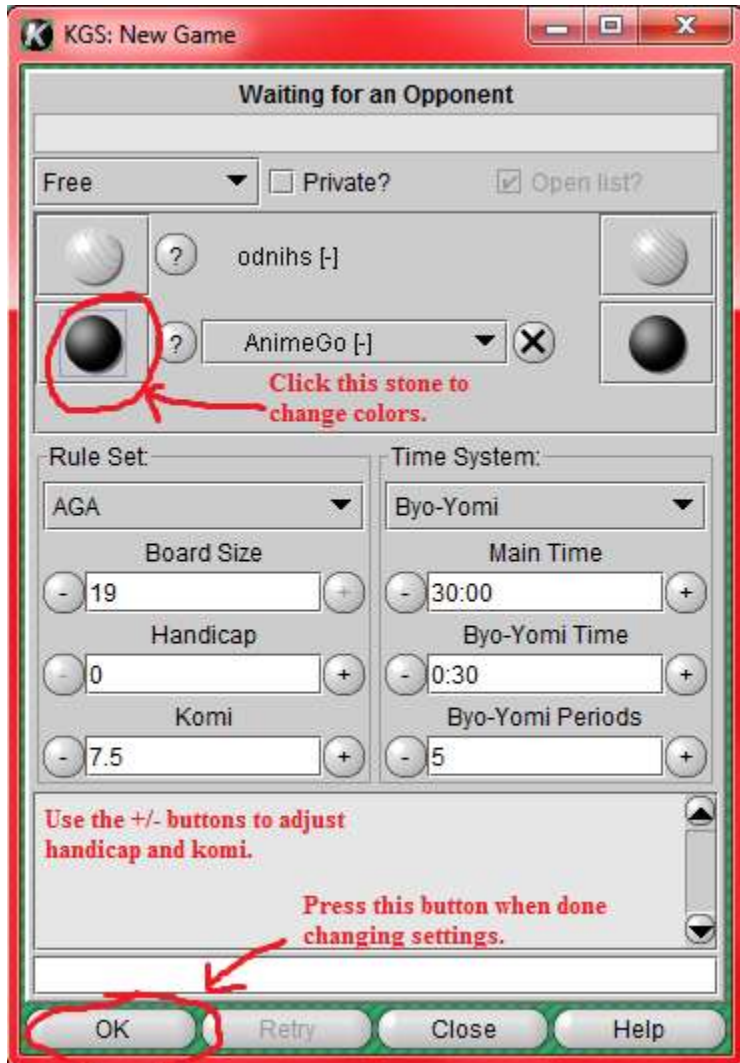 KGS: New Game
Waiting for an Opponent
Free Private? Open list?
? odnihs [-]
? AnimeGo [-]
Click this stone to
change colors.
Rule Set: Time System:
AGA Byo-Yomi
Board Size Main Time
- 19 + - 30:00 +
Handicap Byo-Yomi Time
- 0 + - 0:30 +
Komi Byo-Yomi Periods
- 7.5 + - 5 +
Use the +/- buttons to adjust
handicap and komi.
Press this button when done
changing settings.
OK Retry Close Help